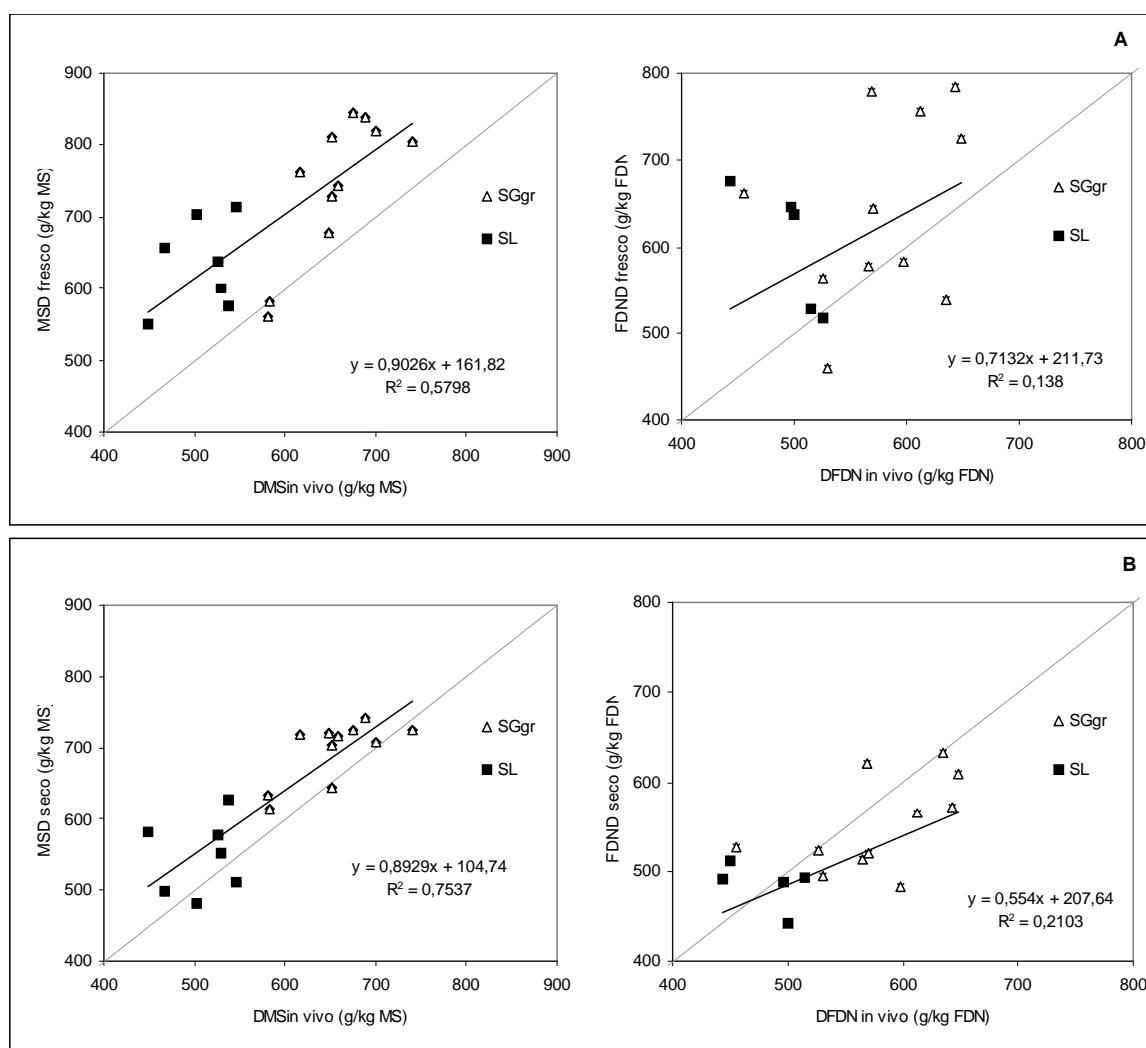 A
900
800
700
600
500
400
MSD fresco (g/kg MS)
SGgr
SL
y = 0,9026x + 161,82
R² = 0,5798
400 500 600 700 800 900
DMSin vivo (g/kg MS)
800
700
600
500
400
FDND fresco (g/kg FDN
SGgr
SL
y = 0,7132x + 211,73
R² = 0,138
400 500 600 700 800
DFDN in vivo (g/kg FDN)
B
900
800
700
600
500
400
MSD seco (g/kg MS)
SGgr
SL
y = 0,8929x + 104,74
R² = 0,7537
400 500 600 700 800 900
DMSin vivo (g/kg MS)
800
700
600
500
400
FDND seco (g/kg FDN
SGgr
SL
y = 0,554x + 207,64
R² = 0,2103
400 500 600 700 800
DFDN in vivo (g/kg FDN)